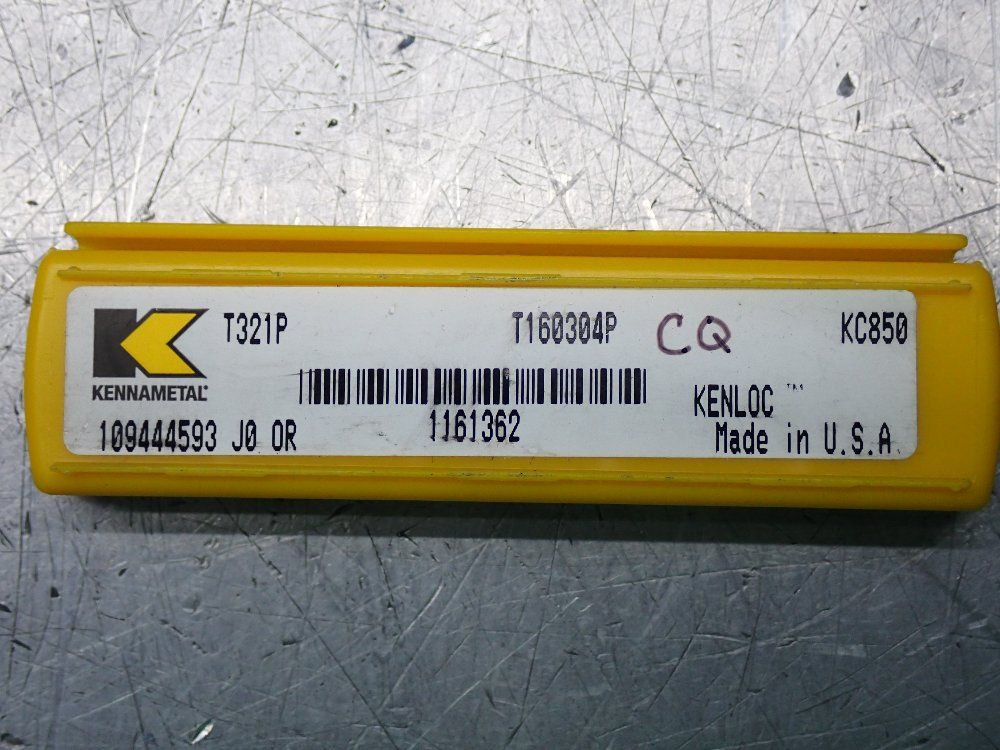 T321P T160304P CQ KC850
KENNAMETAL
KENLOC ™
109444593 J0 OR 1161362 Made in U.S.A.